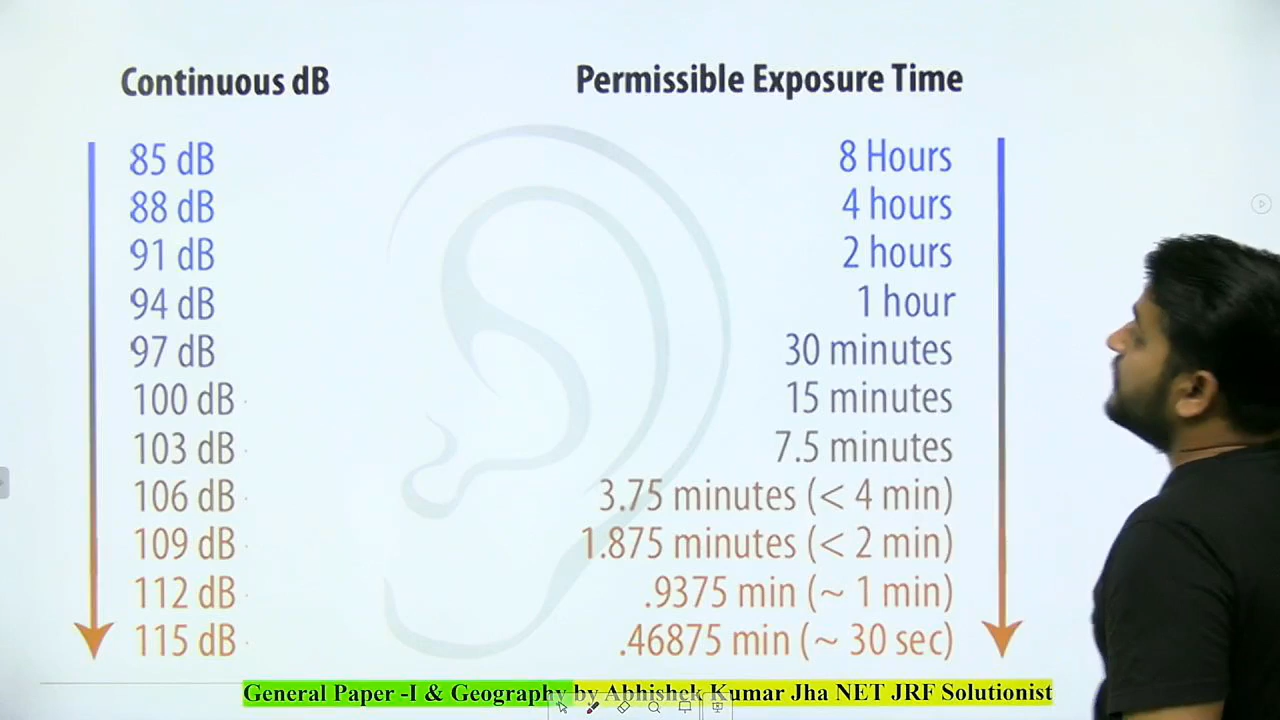 Continuous dB Permissible Exposure Time
85 dB 8 Hours
88 dB 4 hours
91 dB 2 hours
94 dB 1 hour
97 dB 30 minutes
100 dB 15 minutes
103 dB 7.5 minutes
106 dB 3.75 minutes (< 4 min)
109 dB 1.875 minutes (< 2 min)
112 dB .9375 min (~ 1 min)
115 dB .46875 min (~ 30 sec)
General Paper -I & Geography by Abhishek Kumar Jha NET JRF Solutionist